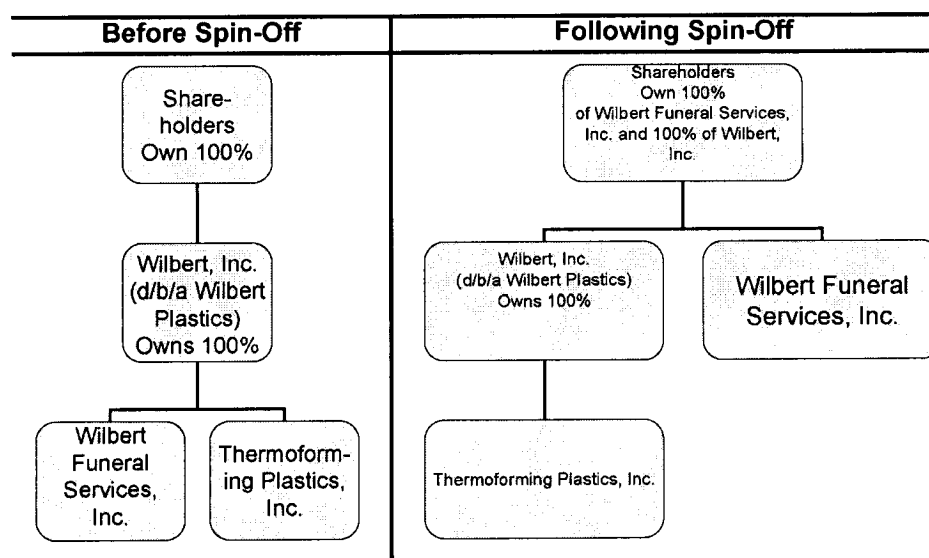 Before Spin-Off
Share-
holders
Own 100%
Wilbert, Inc.
(d/b/a Wilbert
Plastics)
Owns 100%
Wilbert
Funeral
Services,
Inc.
Thermoform-
ing Plastics,
Inc.
Following Spin-Off
Shareholders
Own 100%
of Wilbert Funeral Services,
Inc. and 100% of Wilbert,
Inc.
Wilbert, Inc.
(d/b/a Wilbert Plastics)
Owns 100%
Wilbert Funeral
Services, Inc.
Thermoforming Plastics, Inc.